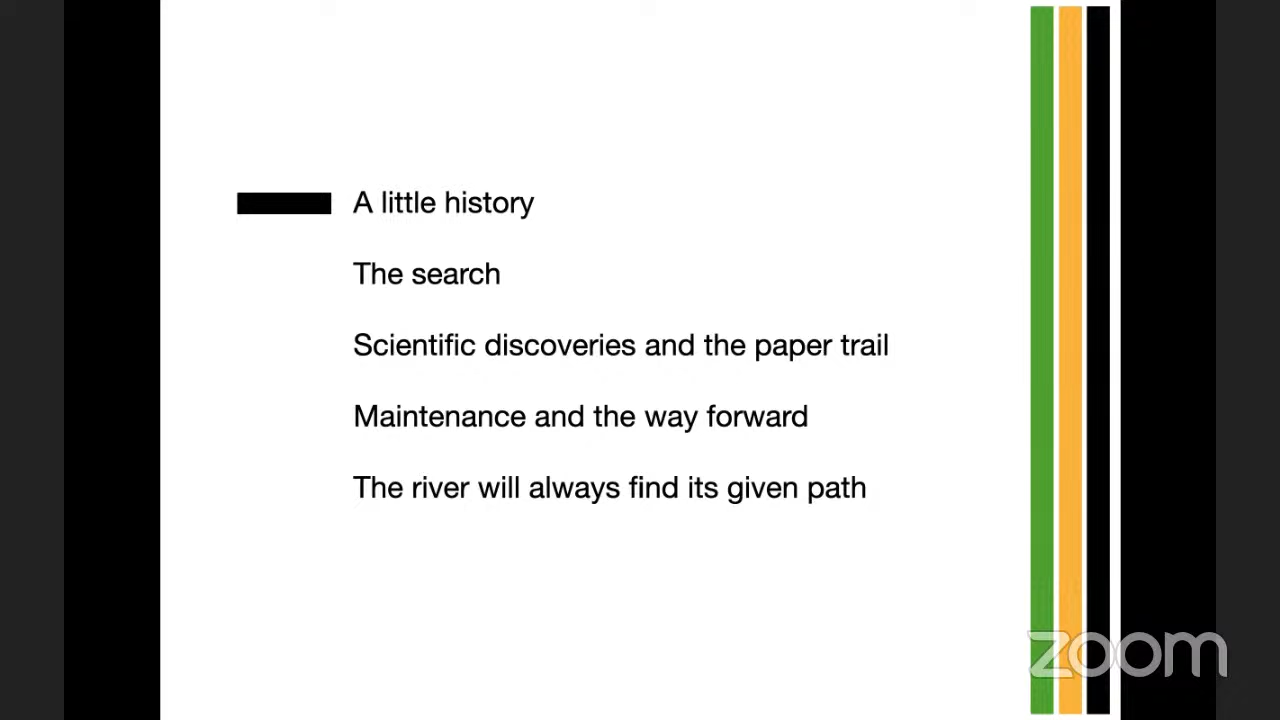 A little history
The search
Scientific discoveries and the paper trail
Maintenance and the way forward
The river will always find its given path
zoom